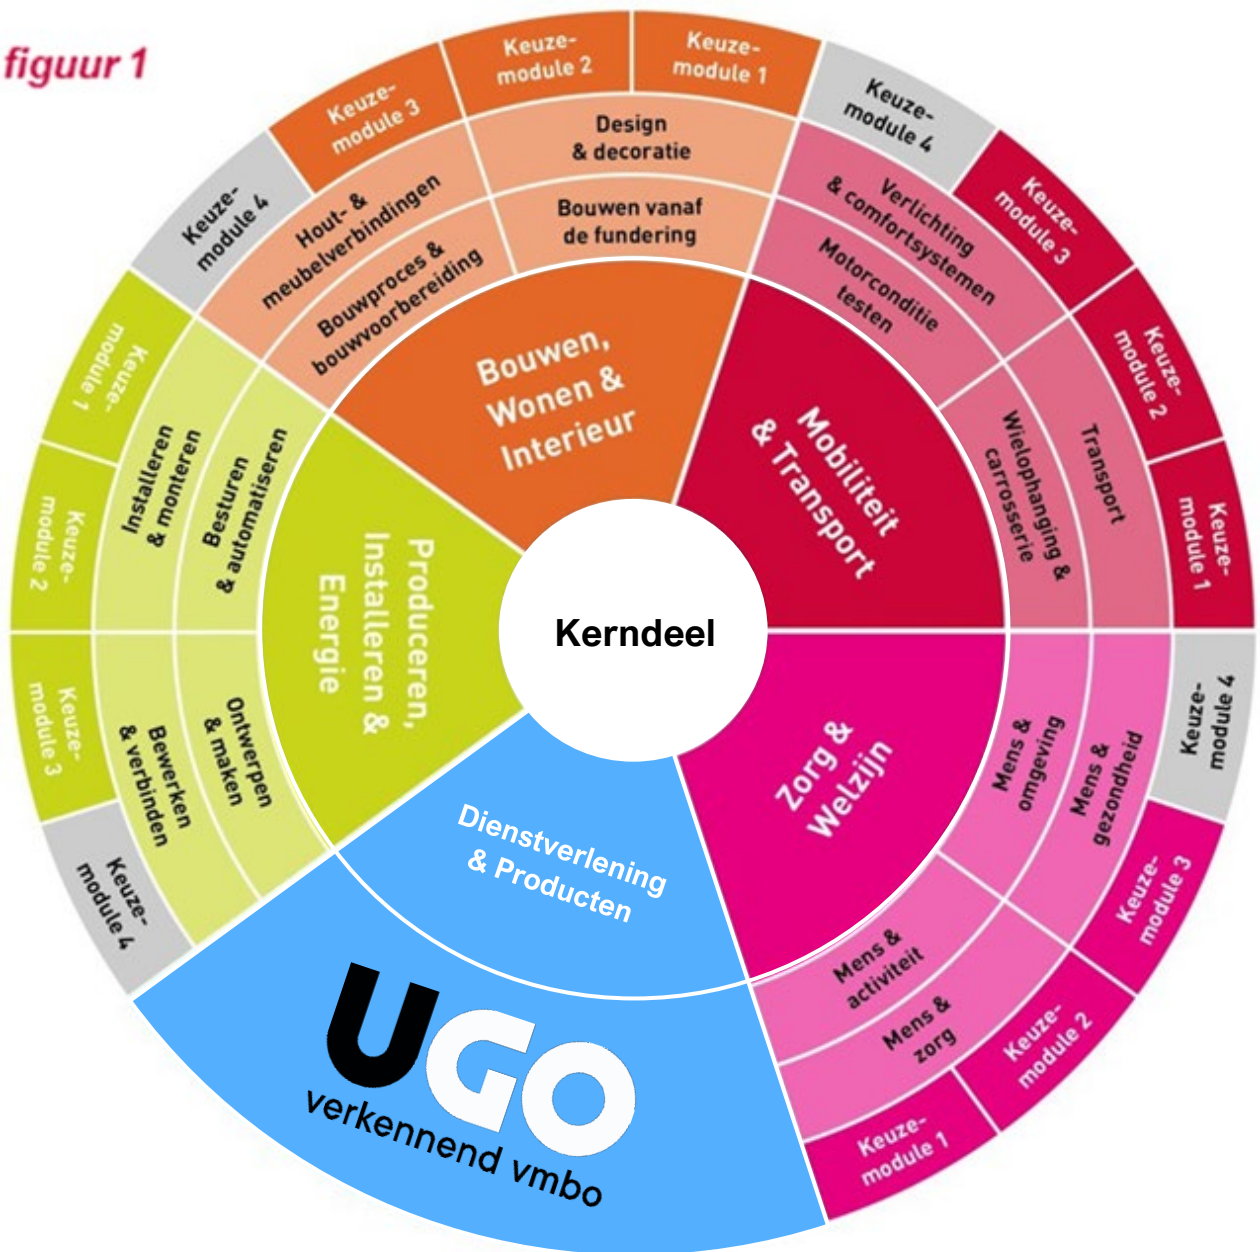 figuur 1
Keuze-
module 2
Keuze-
module 1
Keuze-
module 3
Keuze-
module 4
Design
& decoratie
Hout- &
meubelverbindingen
Bouwen vanaf
de fundering
Bouwproces &
bouwvoorbereiding
Bouwen,
Wonen &
Interieur
Keuze-
module 4
Keuze-
module 3
Keuze-
module 2
Keuze-
module 1
Verlichting
& comfortsystemen
Motorconditie
testen
Transport
Wielophanging &
carrosserie
Mobiliteit
& Transport
Keuze-
module 4
Keuze-
module 3
Keuze-
module 2
Keuze-
module 1
Mens &
gezondheid
Mens &
omgeving
Mens &
activiteit
Mens &
zorg
Zorg &
Welzijn
Kerndeel
Dienstverlening
& Producten
UGO
verkennend vmbo
Keuze-
module 1
Keuze-
module 2
Keuze-
module 3
Keuze-
module 4
Installeren
& monteren
Besturen
& automatiseren
Bewerken
& verbinden
Ontwerpen
& maken
Produceren,
Installeren &
Energie